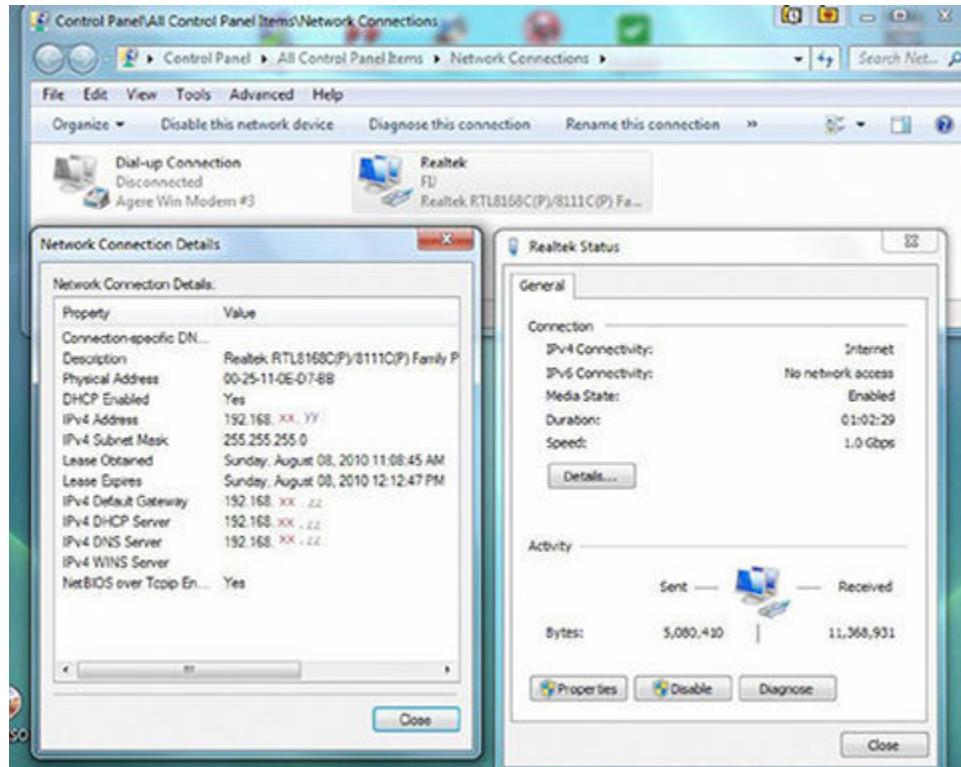 Control Panel\All Control Panel Items\Network Connections
Control Panel ▸ All Control Panel Items ▸ Network Connections ▸
Search Net...
File Edit View Tools Advanced Help
Organize Disable this network device Diagnose this connection Rename this connection »
Dial-up Connection
Disconnected
Agere Win Modem #3
Realtek
Realtek RTL8168C(P)/8111C(P) Fa...
Network Connection Details
Network Connection Details:
Property Value
Connection-specific DN...
Description Realtek RTL8168C(P)/8111C(P) Family P
Physical Address 00-25-11-0E-D7-BB
DHCP Enabled Yes
IPv4 Address 192.168. xx . yy
IPv4 Subnet Mask 255.255.255.0
Lease Obtained Sunday, August 08, 2010 11:08:45 AM
Lease Expires Sunday, August 08, 2010 12:12:47 PM
IPv4 Default Gateway 192.168. xx . zz
IPv4 DHCP Server 192.168. xx . zz
IPv4 DNS Server 192.168. xx . zz
IPv4 WINS Server
NetBIOS over Tcpip En... Yes
Close
Realtek Status
General
Connection
IPv4 Connectivity: Internet
IPv6 Connectivity: No network access
Media State: Enabled
Duration: 01:02:29
Speed: 1.0 Gbps
Details...
Activity
Sent Received
Bytes: 5,080,410 11,368,931
Properties Disable Diagnose
Close